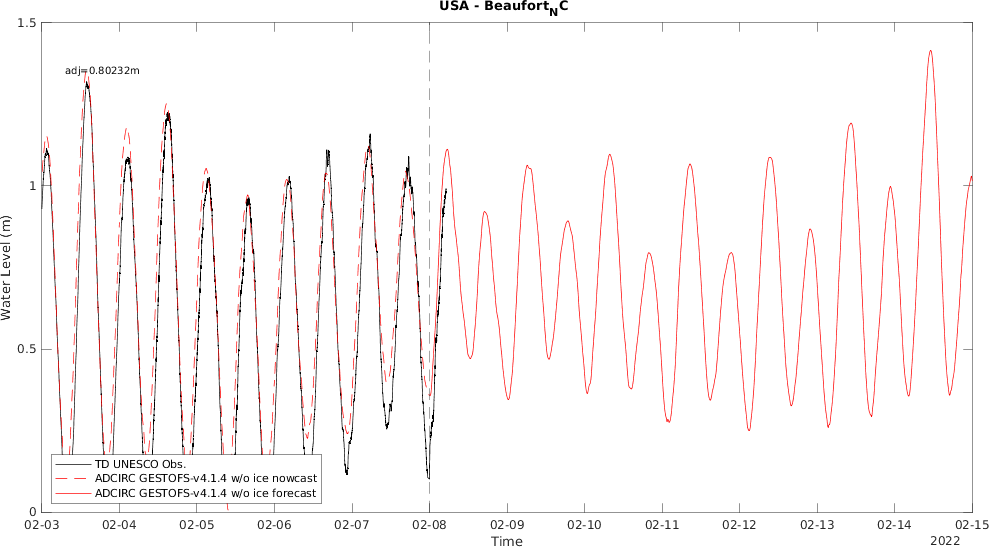 USA - Beaufort_NC
1.5
adj=0.80232m
1
Water Level (m)
0.5
TD UNESCO Obs.
ADCIRC GESTOFS-v4.1.4 w/o ice nowcast
ADCIRC GESTOFS-v4.1.4 w/o ice forecast
0
02-03 02-04 02-05 02-06 02-07 02-08 02-09 02-10 02-11 02-12 02-13 02-14 02-15
Time
2022